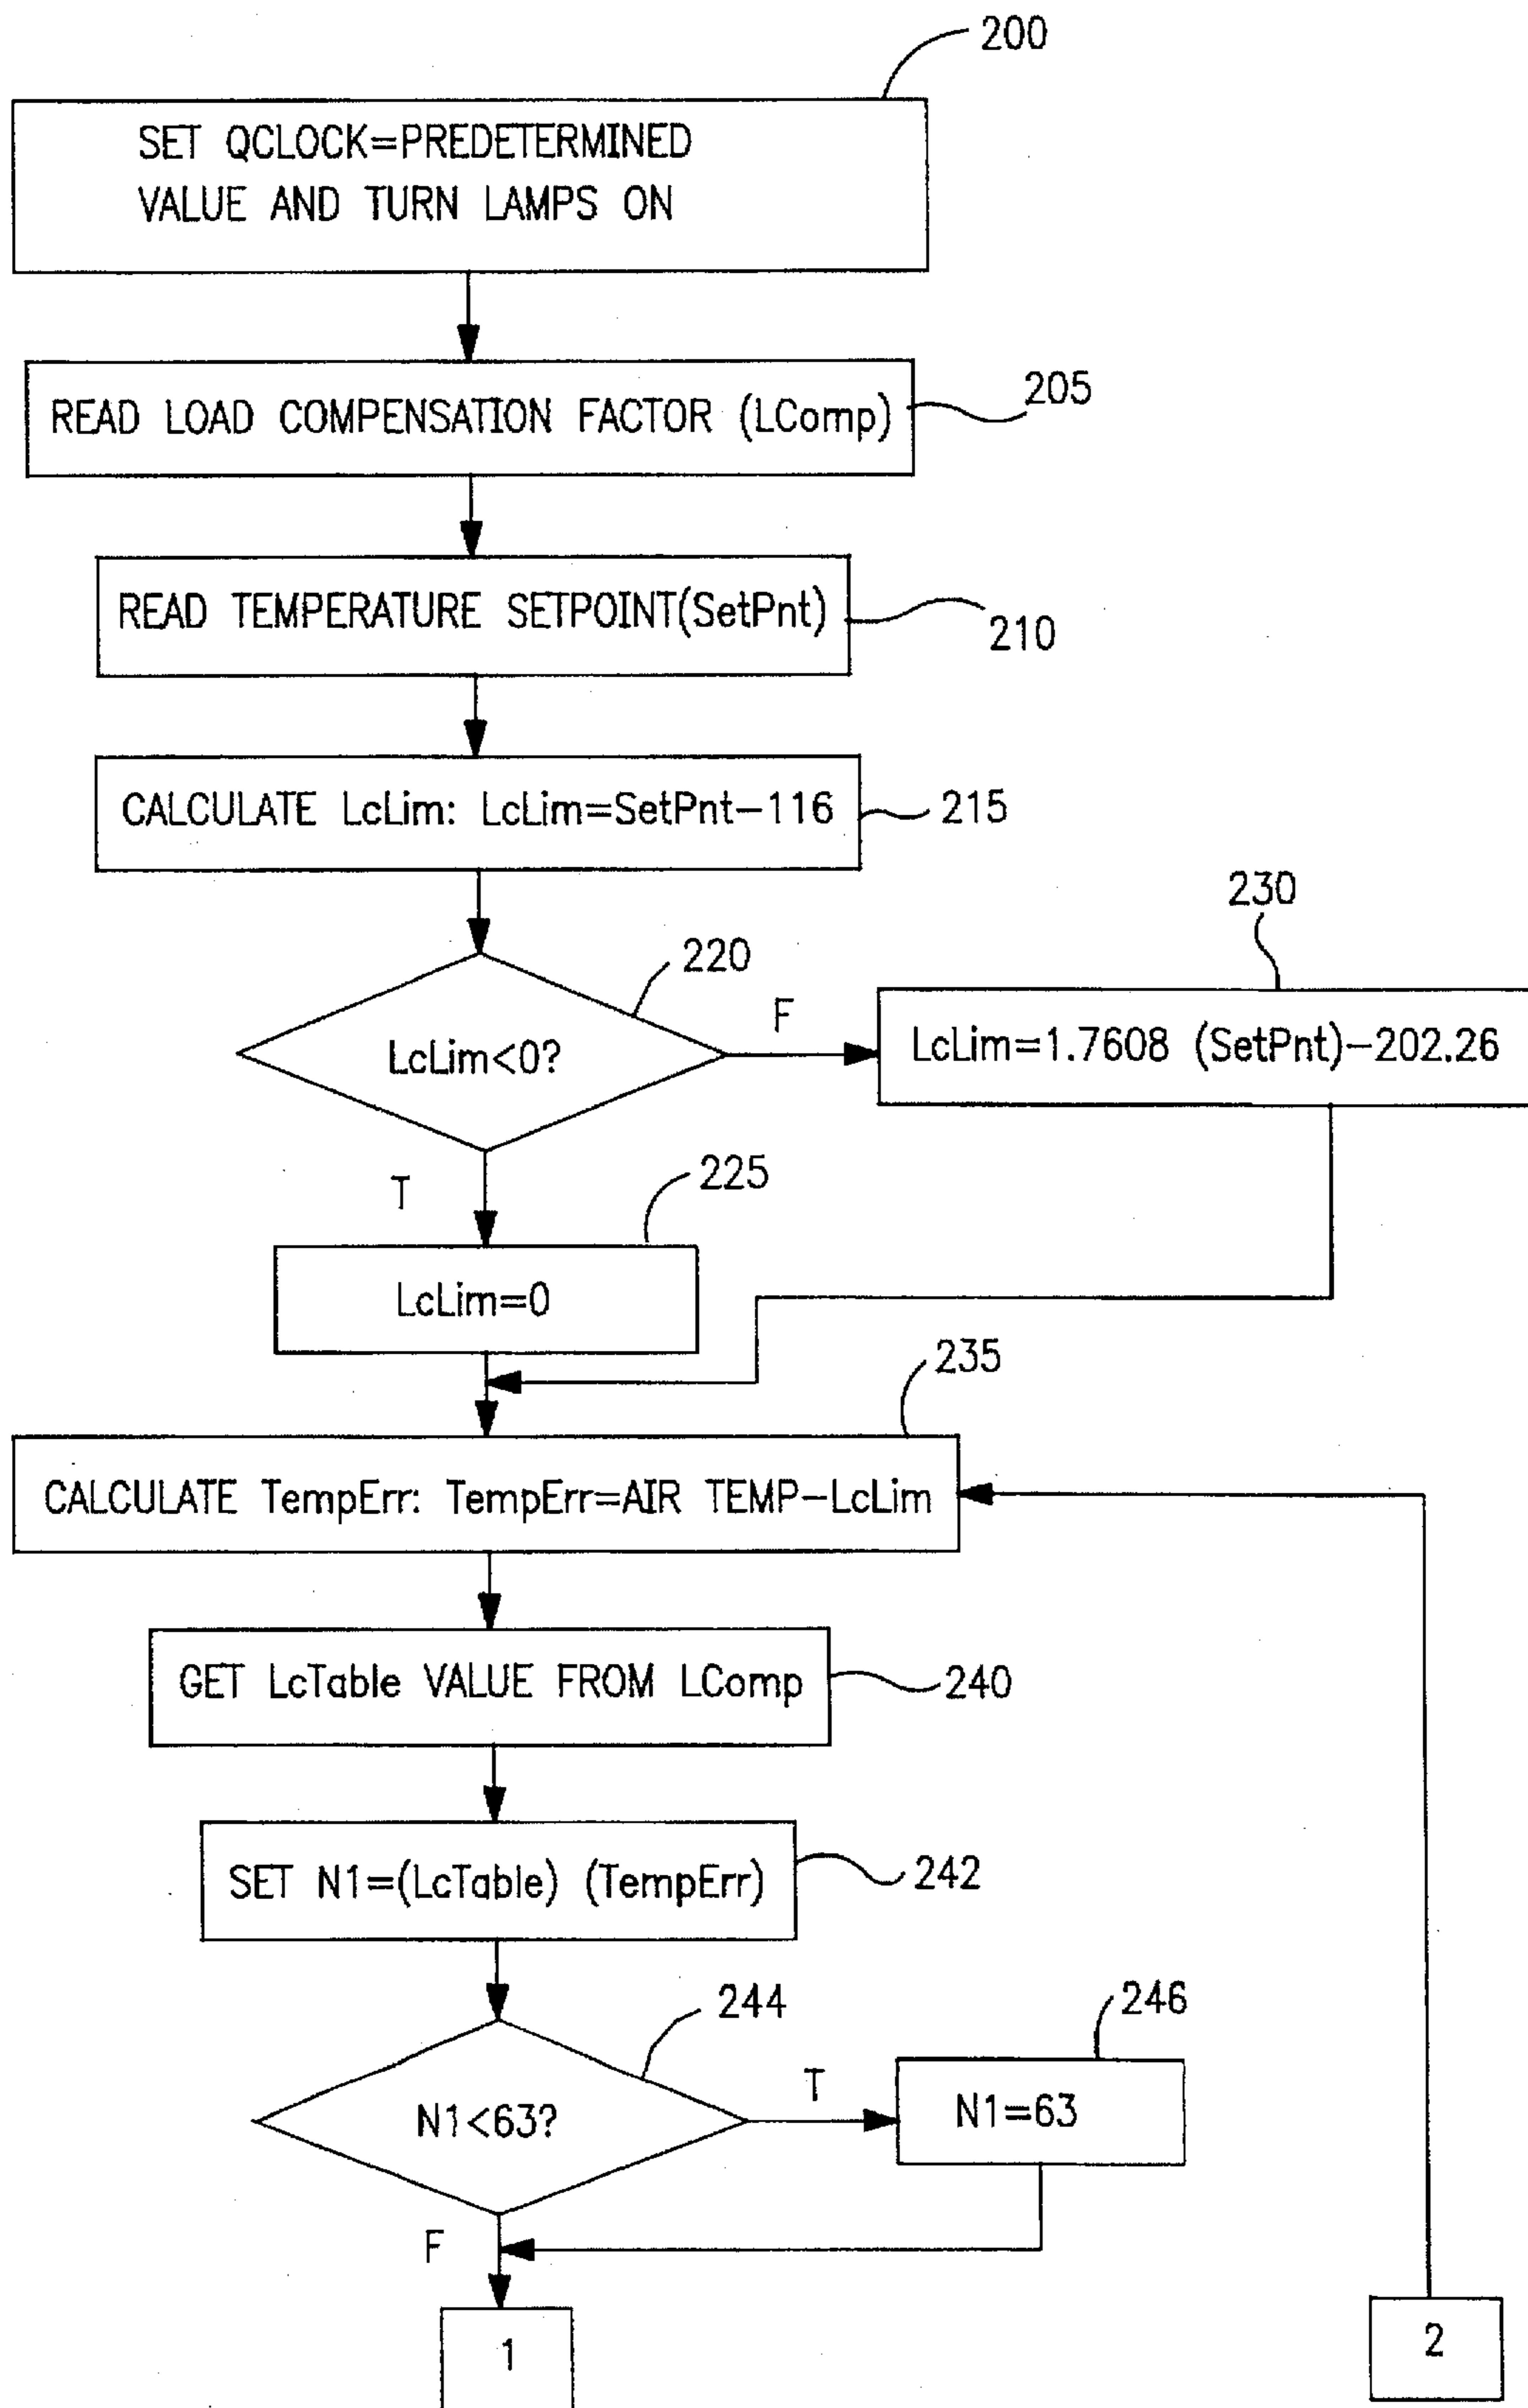 200
SET QCLOCK=PREDETERMINED
VALUE AND TURN LAMPS ON
READ LOAD COMPENSATION FACTOR (LComp)
205
READ TEMPERATURE SETPOINT(SetPnt)
210
CALCULATE LcLim: LcLim=SetPnt-116
215
220
LcLim<0?
F
230
LcLim=1.7608 (SetPnt)-202.26
T
225
LcLim=0
235
CALCULATE TempErr: TempErr=AIR TEMP-LcLim
GET LcTable VALUE FROM LComp
240
SET N1=(LcTable) (TempErr)
242
244
N1<63?
T
246
N1=63
F
1
2